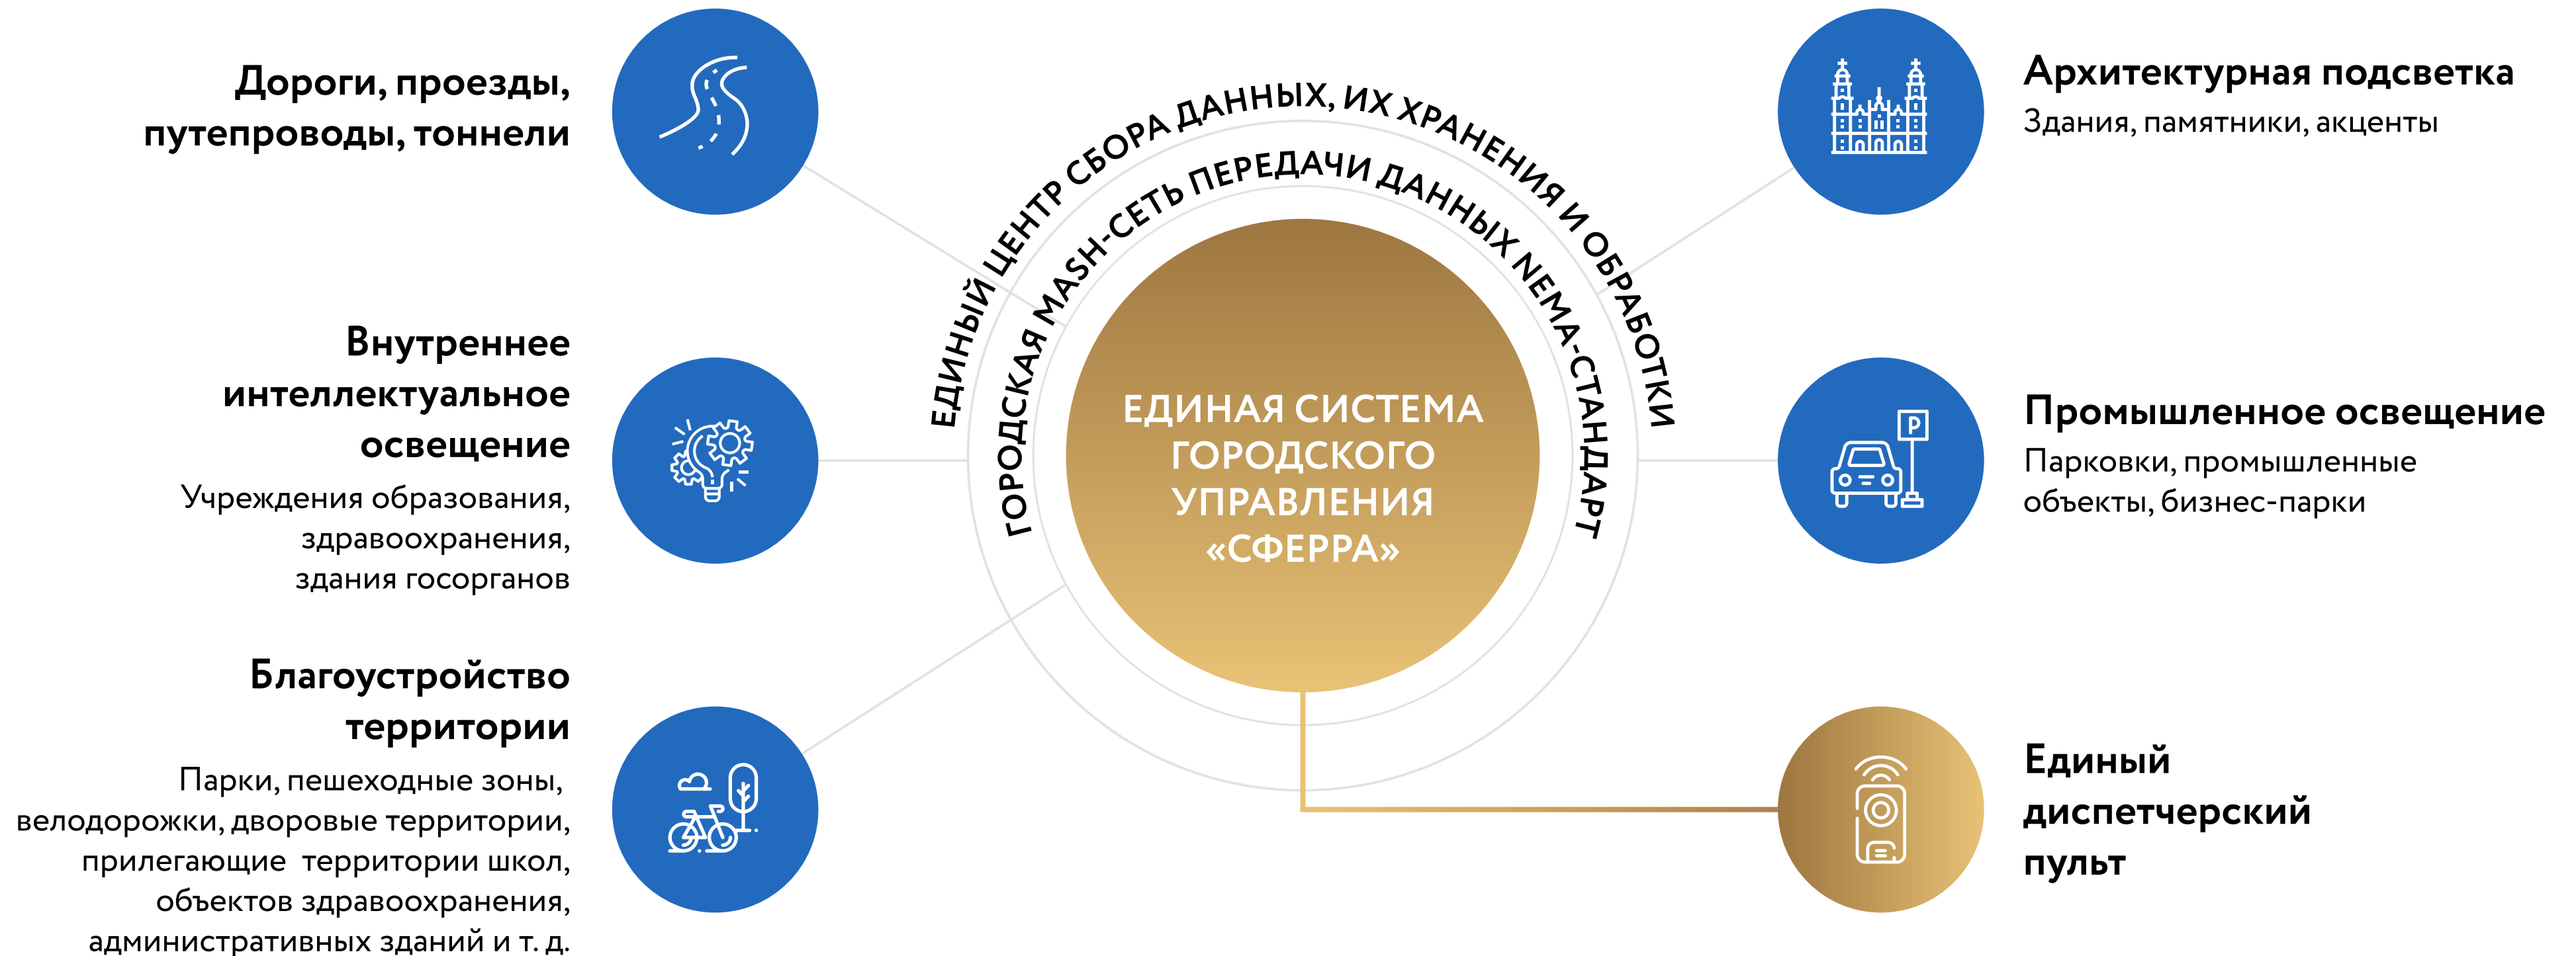 Дороги, проезды,
путепроводы, тоннели
Внутреннее
интеллектуальное
освещение
Учреждения образования,
здравоохранения,
здания госорганов
Благоустройство
территории
Парки, пешеходные зоны,
велодорожки, дворовые территории,
прилегающие территории школ,
объектов здравоохранения,
административных зданий и т. д.
ЕДИНЫЙ ЦЕНТР СБОРА ДАННЫХ, ИХ ХРАНЕНИЯ И ОБРАБОТКИ
ГОРОДСКАЯ MASH-СЕТЬ ПЕРЕДАЧИ ДАННЫХ NEMA-СТАНДАРТ
ЕДИНАЯ СИСТЕМА
ГОРОДСКОГО
УПРАВЛЕНИЯ
«СФЕРРА»
Архитектурная подсветка
Здания, памятники, акценты
P
Промышленное освещение
Парковки, промышленные
объекты, бизнес-парки
Единый
диспетчерский
пульт